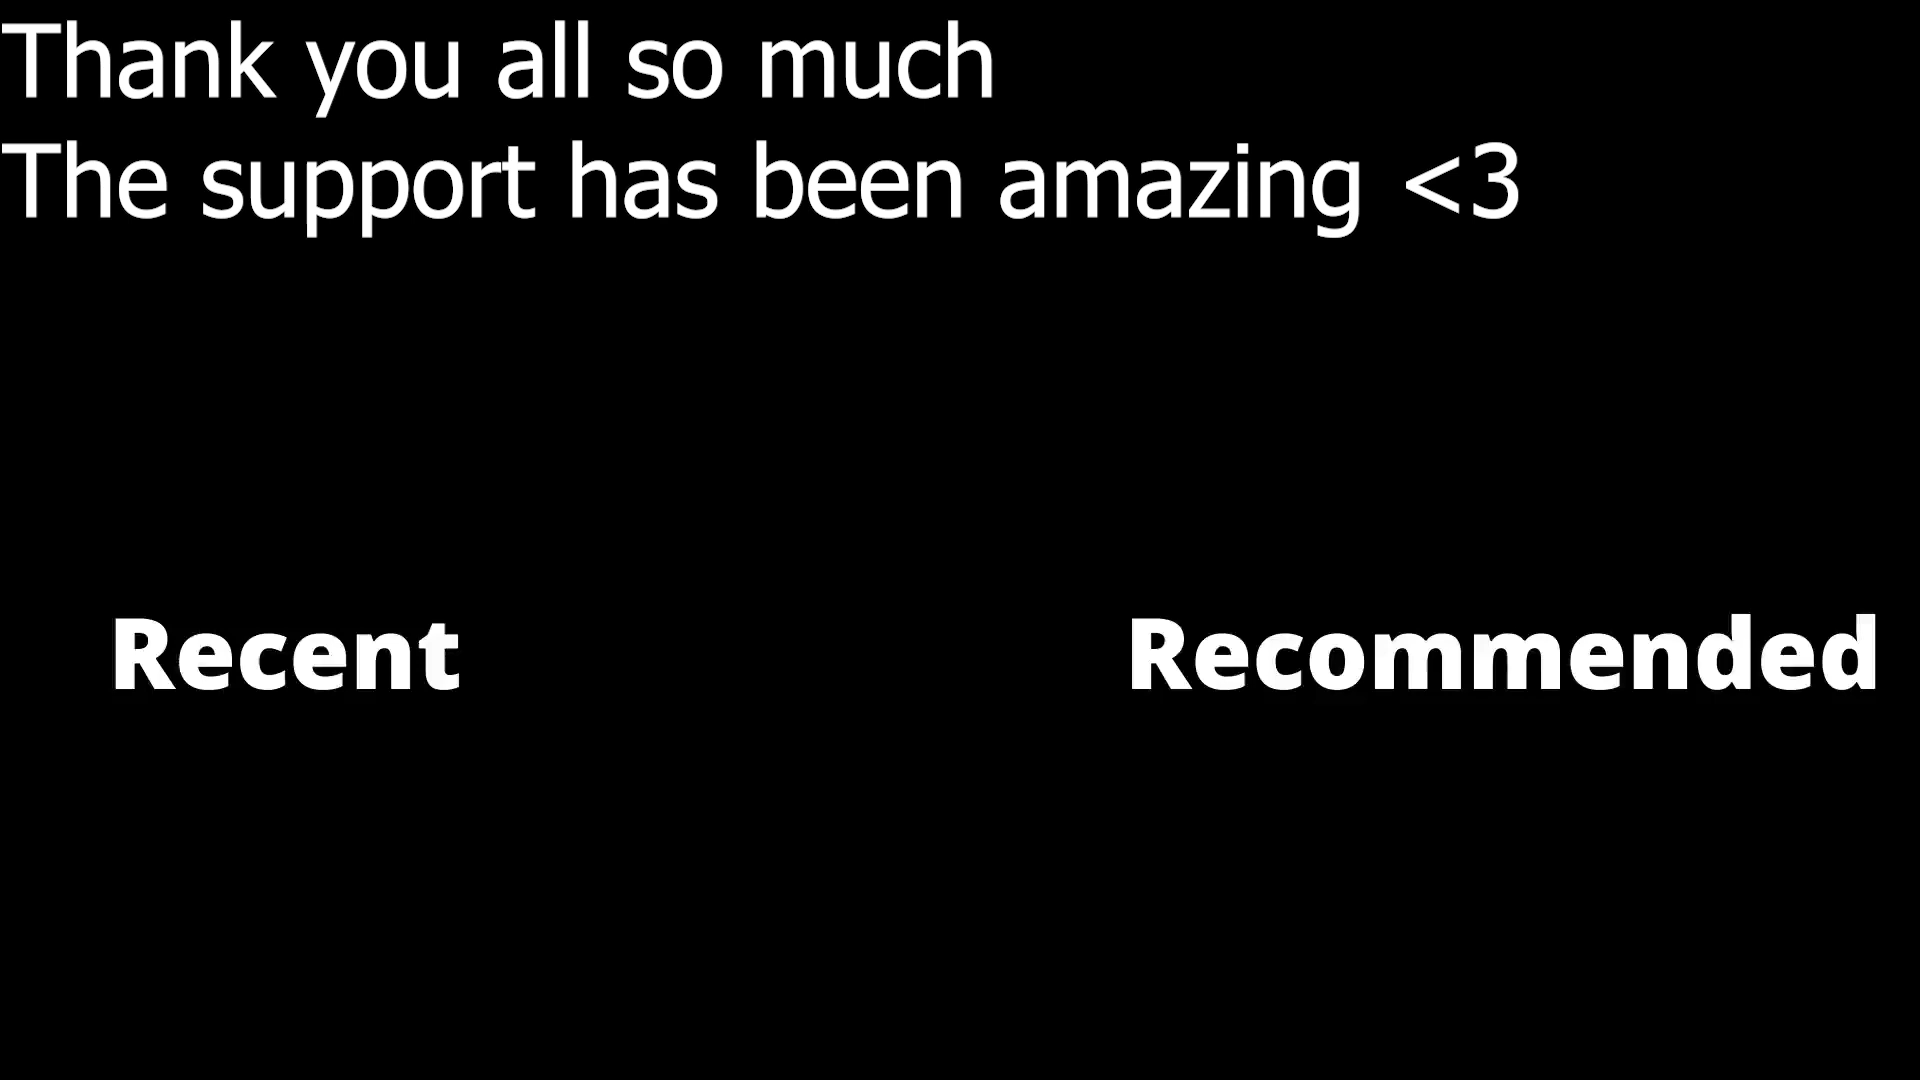 Thank you all so much
The support has been amazing <3
Recent
Recommended